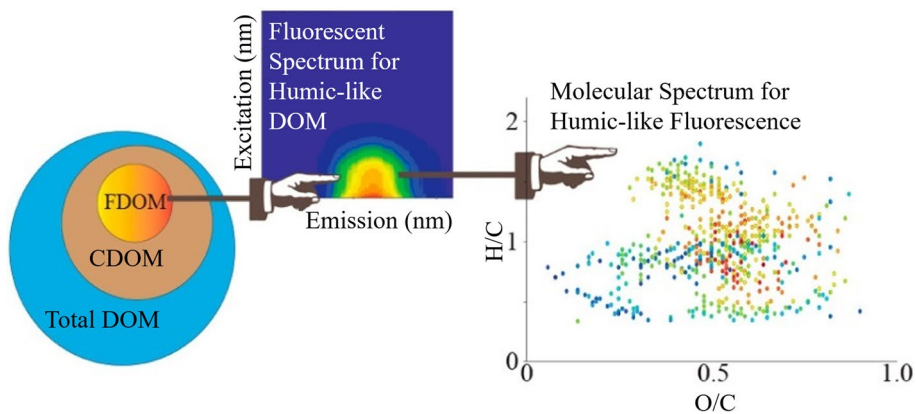 FDOM
CDOM
Total DOM
Excitation (nm)
Fluorescent
Spectrum for
Humic-like
DOM
Emission (nm)
Molecular Spectrum for
Humic-like Fluorescence
H/C
2
1
0
0
0.5
1.0
O/C